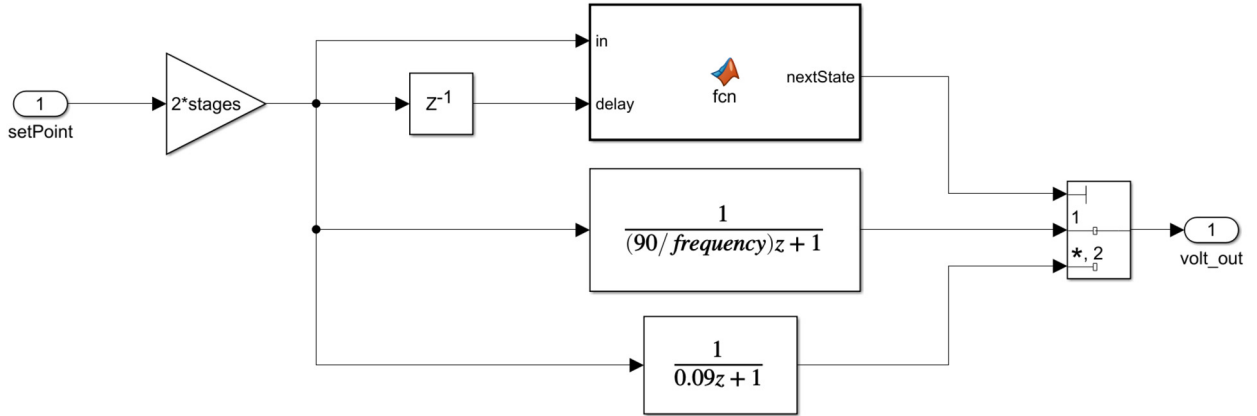 1
setPoint
2*stages
Z-1
in
delay
fcn
nextState
1
(90/frequency)z+1
1
0.09z+1
1
*, 2
1
volt_out